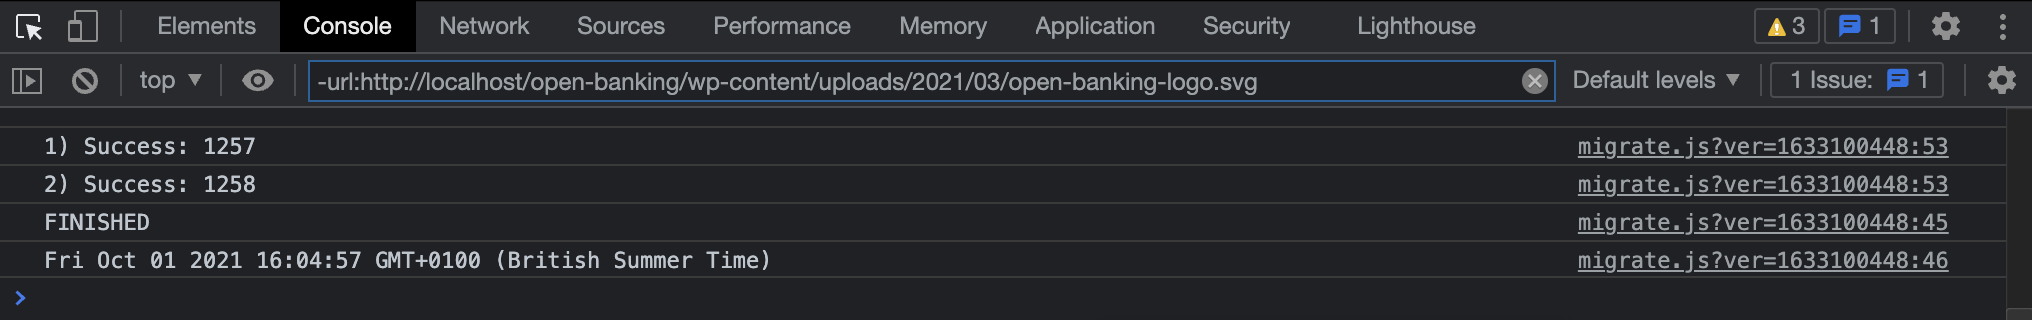 Elements Console Network Sources Performance Memory Application Security Lighthouse 3 1
top -url:http://localhost/open-banking/wp-content/uploads/2021/03/open-banking-logo.svg Default levels 1 Issue: 1
1) Success: 1257 migrate.js?ver=1633100448:53
2) Success: 1258 migrate.js?ver=1633100448:53
FINISHED migrate.js?ver=1633100448:45
Fri Oct 01 2021 16:04:57 GMT+0100 (British Summer Time) migrate.js?ver=1633100448:46